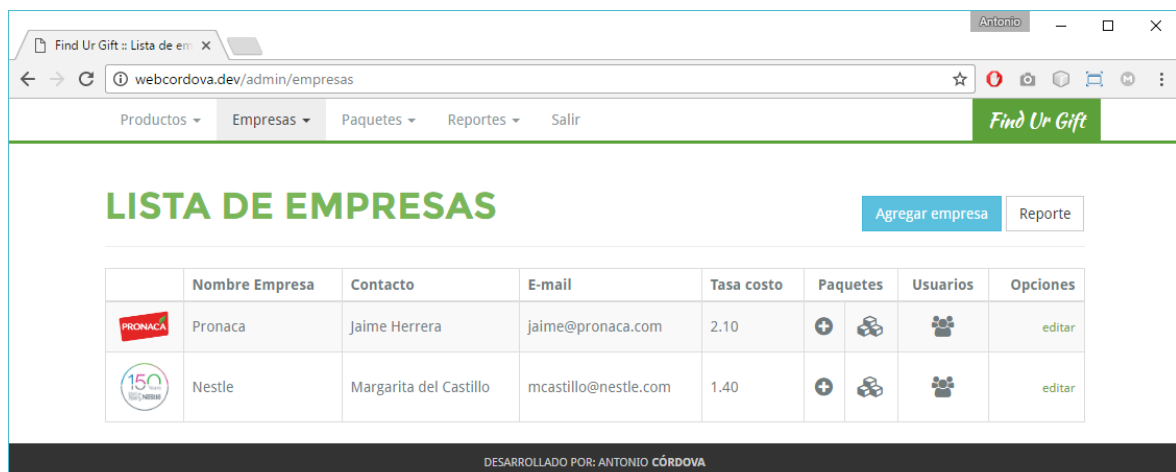 Antonio
Find Ur Gift :: Lista de em
webcordova.dev/admin/empresas
Productos Empresas Paquetes Reportes Salir Find Ur Gift
LISTA DE EMPRESAS
Agregar empresa Reporte
Nombre Empresa Contacto E-mail Tasa costo Paquetes Usuarios Opciones
PRONACA Pronaca Jaime Herrera jaime@pronaca.com 2.10 editar
150 Nestle Margarita del Castillo mcastillo@nestle.com 1.40 editar
DESARROLLADO POR: ANTONIO CÓRDOVA